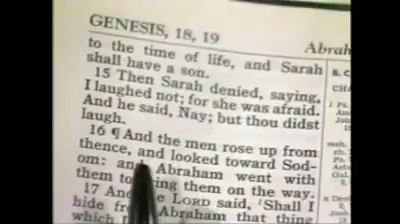 GENESIS, 18, 19
Abrah
to the time of life, and Sarah
shall have a son.
15 Then Sarah denied, saying,
I laughed not; for she was afraid.
And he said, Nay; but thou didst
laugh.
16 ¶ And the men rose up from
thence, and looked toward Sod-
om: and Abraham went with
them to bring them on the way.
17 And the LORD said, Shall I
hide from Abraham that thing
which I
B. C.
CHA